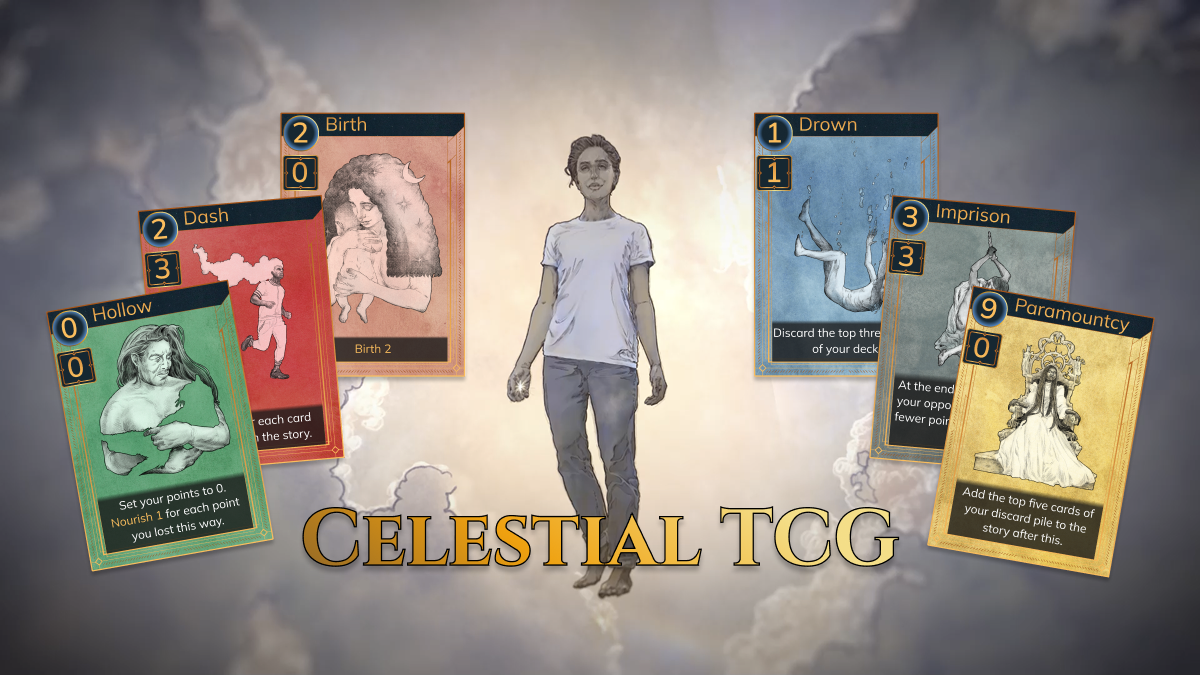 2 Birth
0
Birth 2
2 Dash
3
each card
the story.
0 Hollow
0
Set your points to 0.
Nourish 1 for each point
you lost this way.
1 Drown
1
Discard the top three
of your deck
3 Imprison
3
At the end
your oppo
fewer poin
9 Paramountcy
0
Add the top five cards of
your discard pile to the
story after this.
CELESTIAL TCG